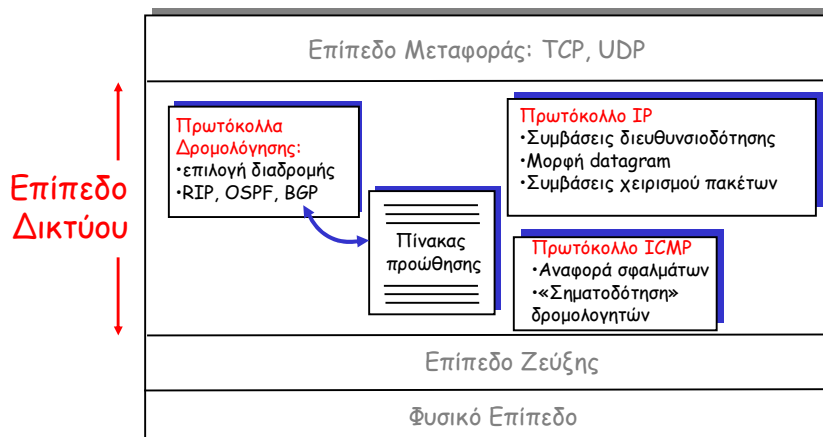 Επίπεδο Μεταφοράς: TCP, UDP
Επίπεδο
Δικτύου
Πρωτόκολλα
Δρομολόγησης:
•επιλογή διαδρομής
•RIP, OSPF, BGP
Πίνακας
προώθησης
Πρωτόκολλο IP
•Συμβάσεις διευθυνσιοδότησης
•Μορφή datagram
•Συμβάσεις χειρισμού πακέτων
Πρωτόκολλο ICMP
•Αναφορά σφαλμάτων
•«Σηματοδότηση»
δρομολογητών
Επίπεδο Ζεύξης
Φυσικό Επίπεδο